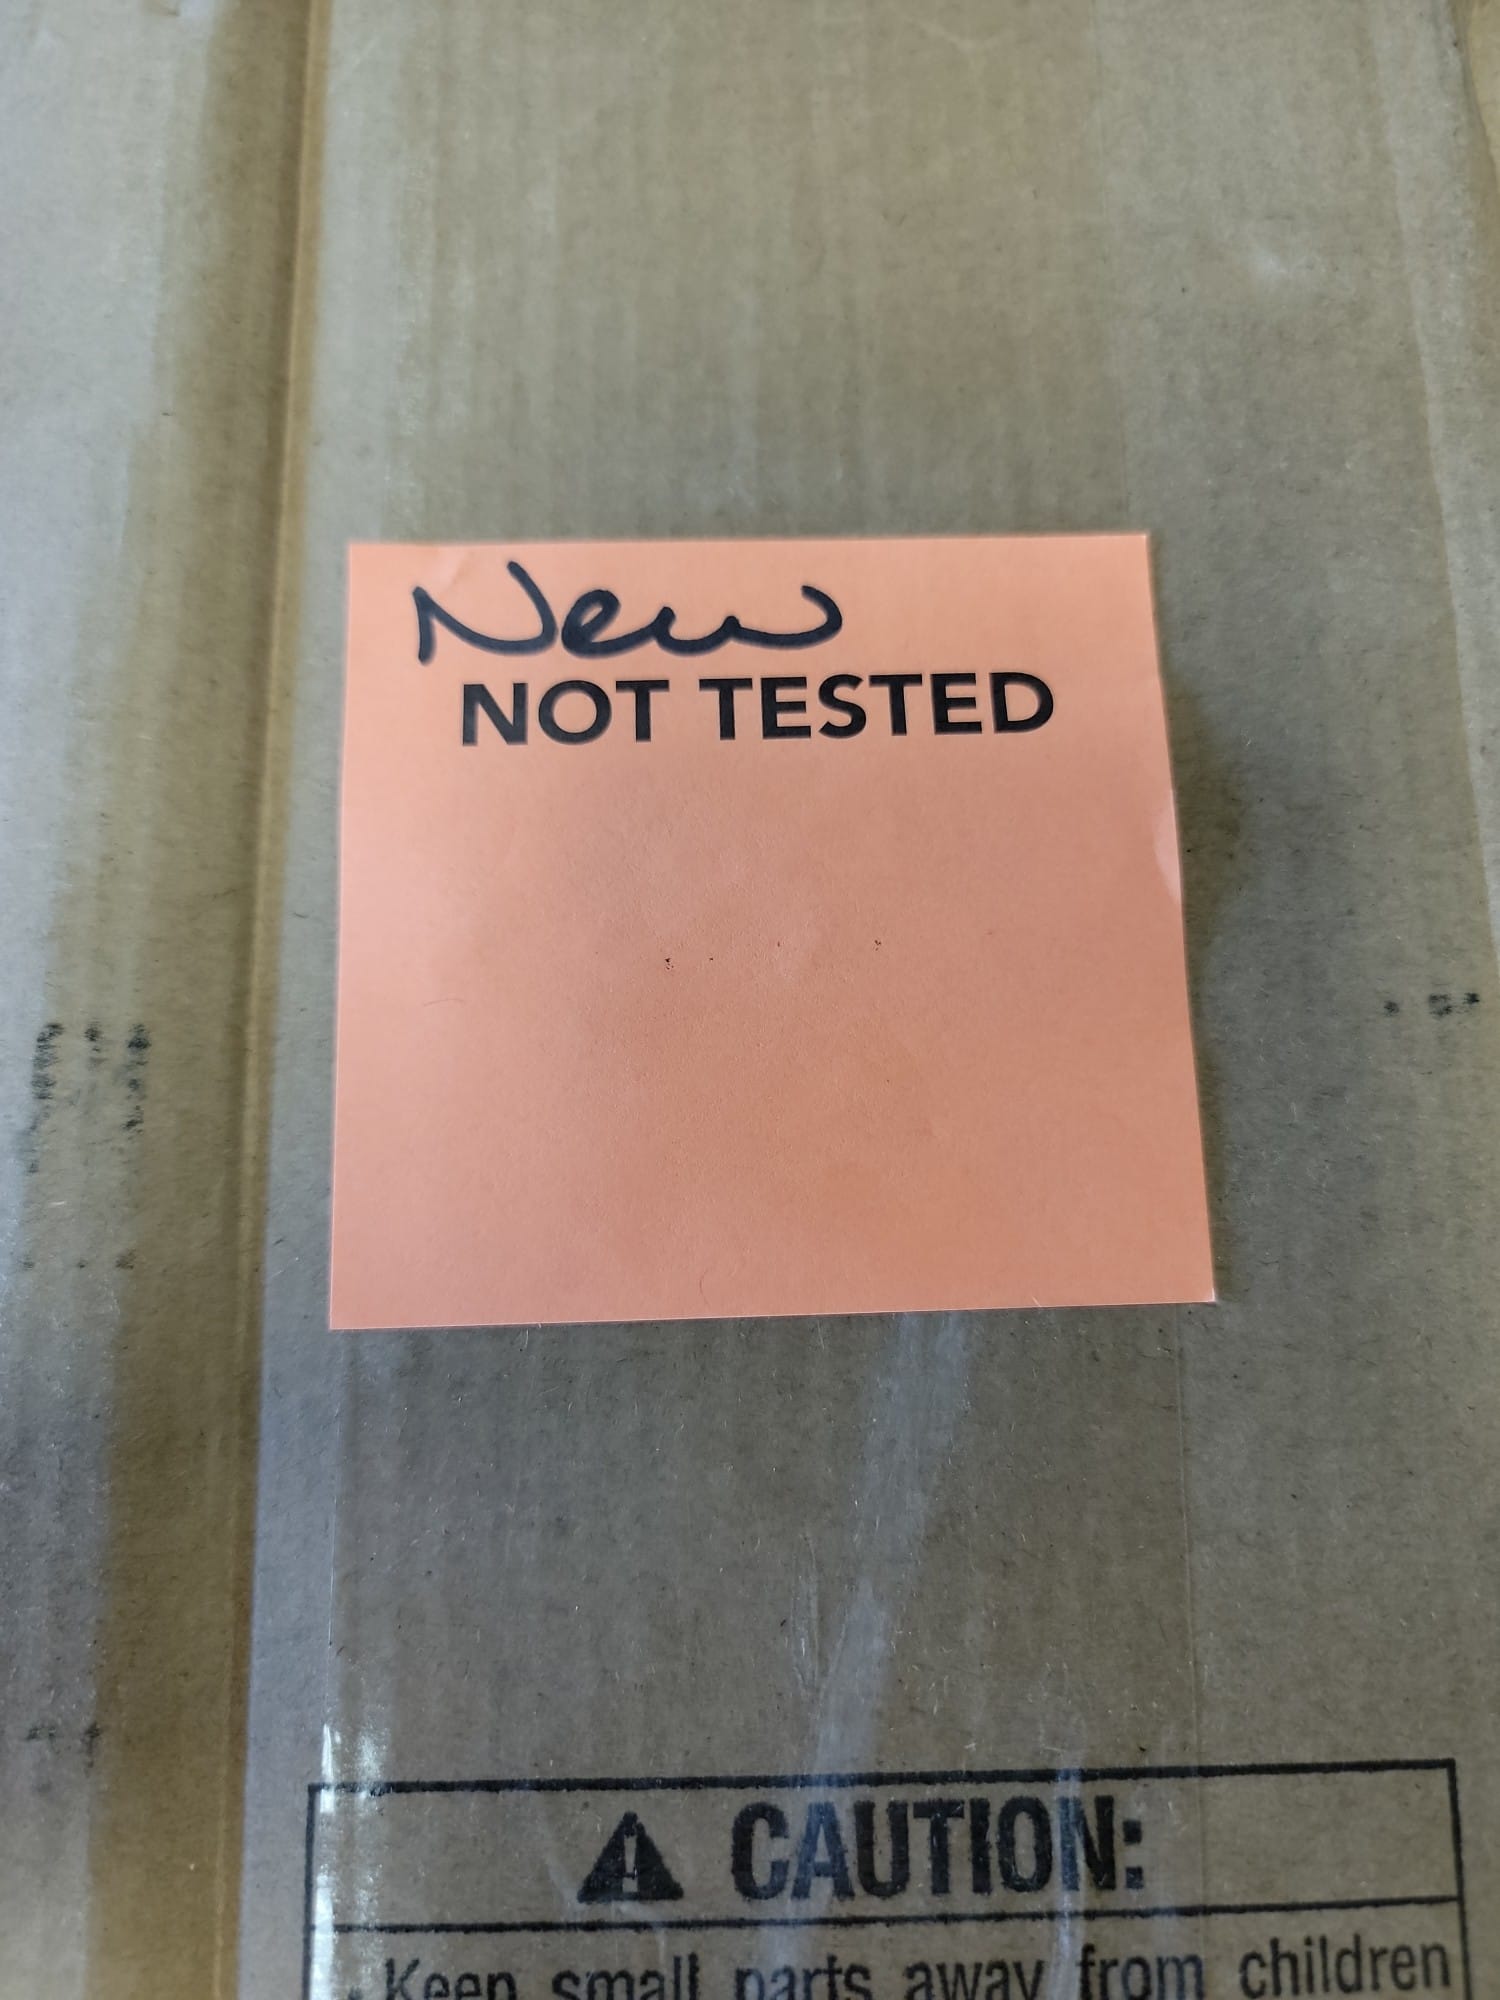 New
NOT TESTED
CAUTION:
Keep small parts away from children